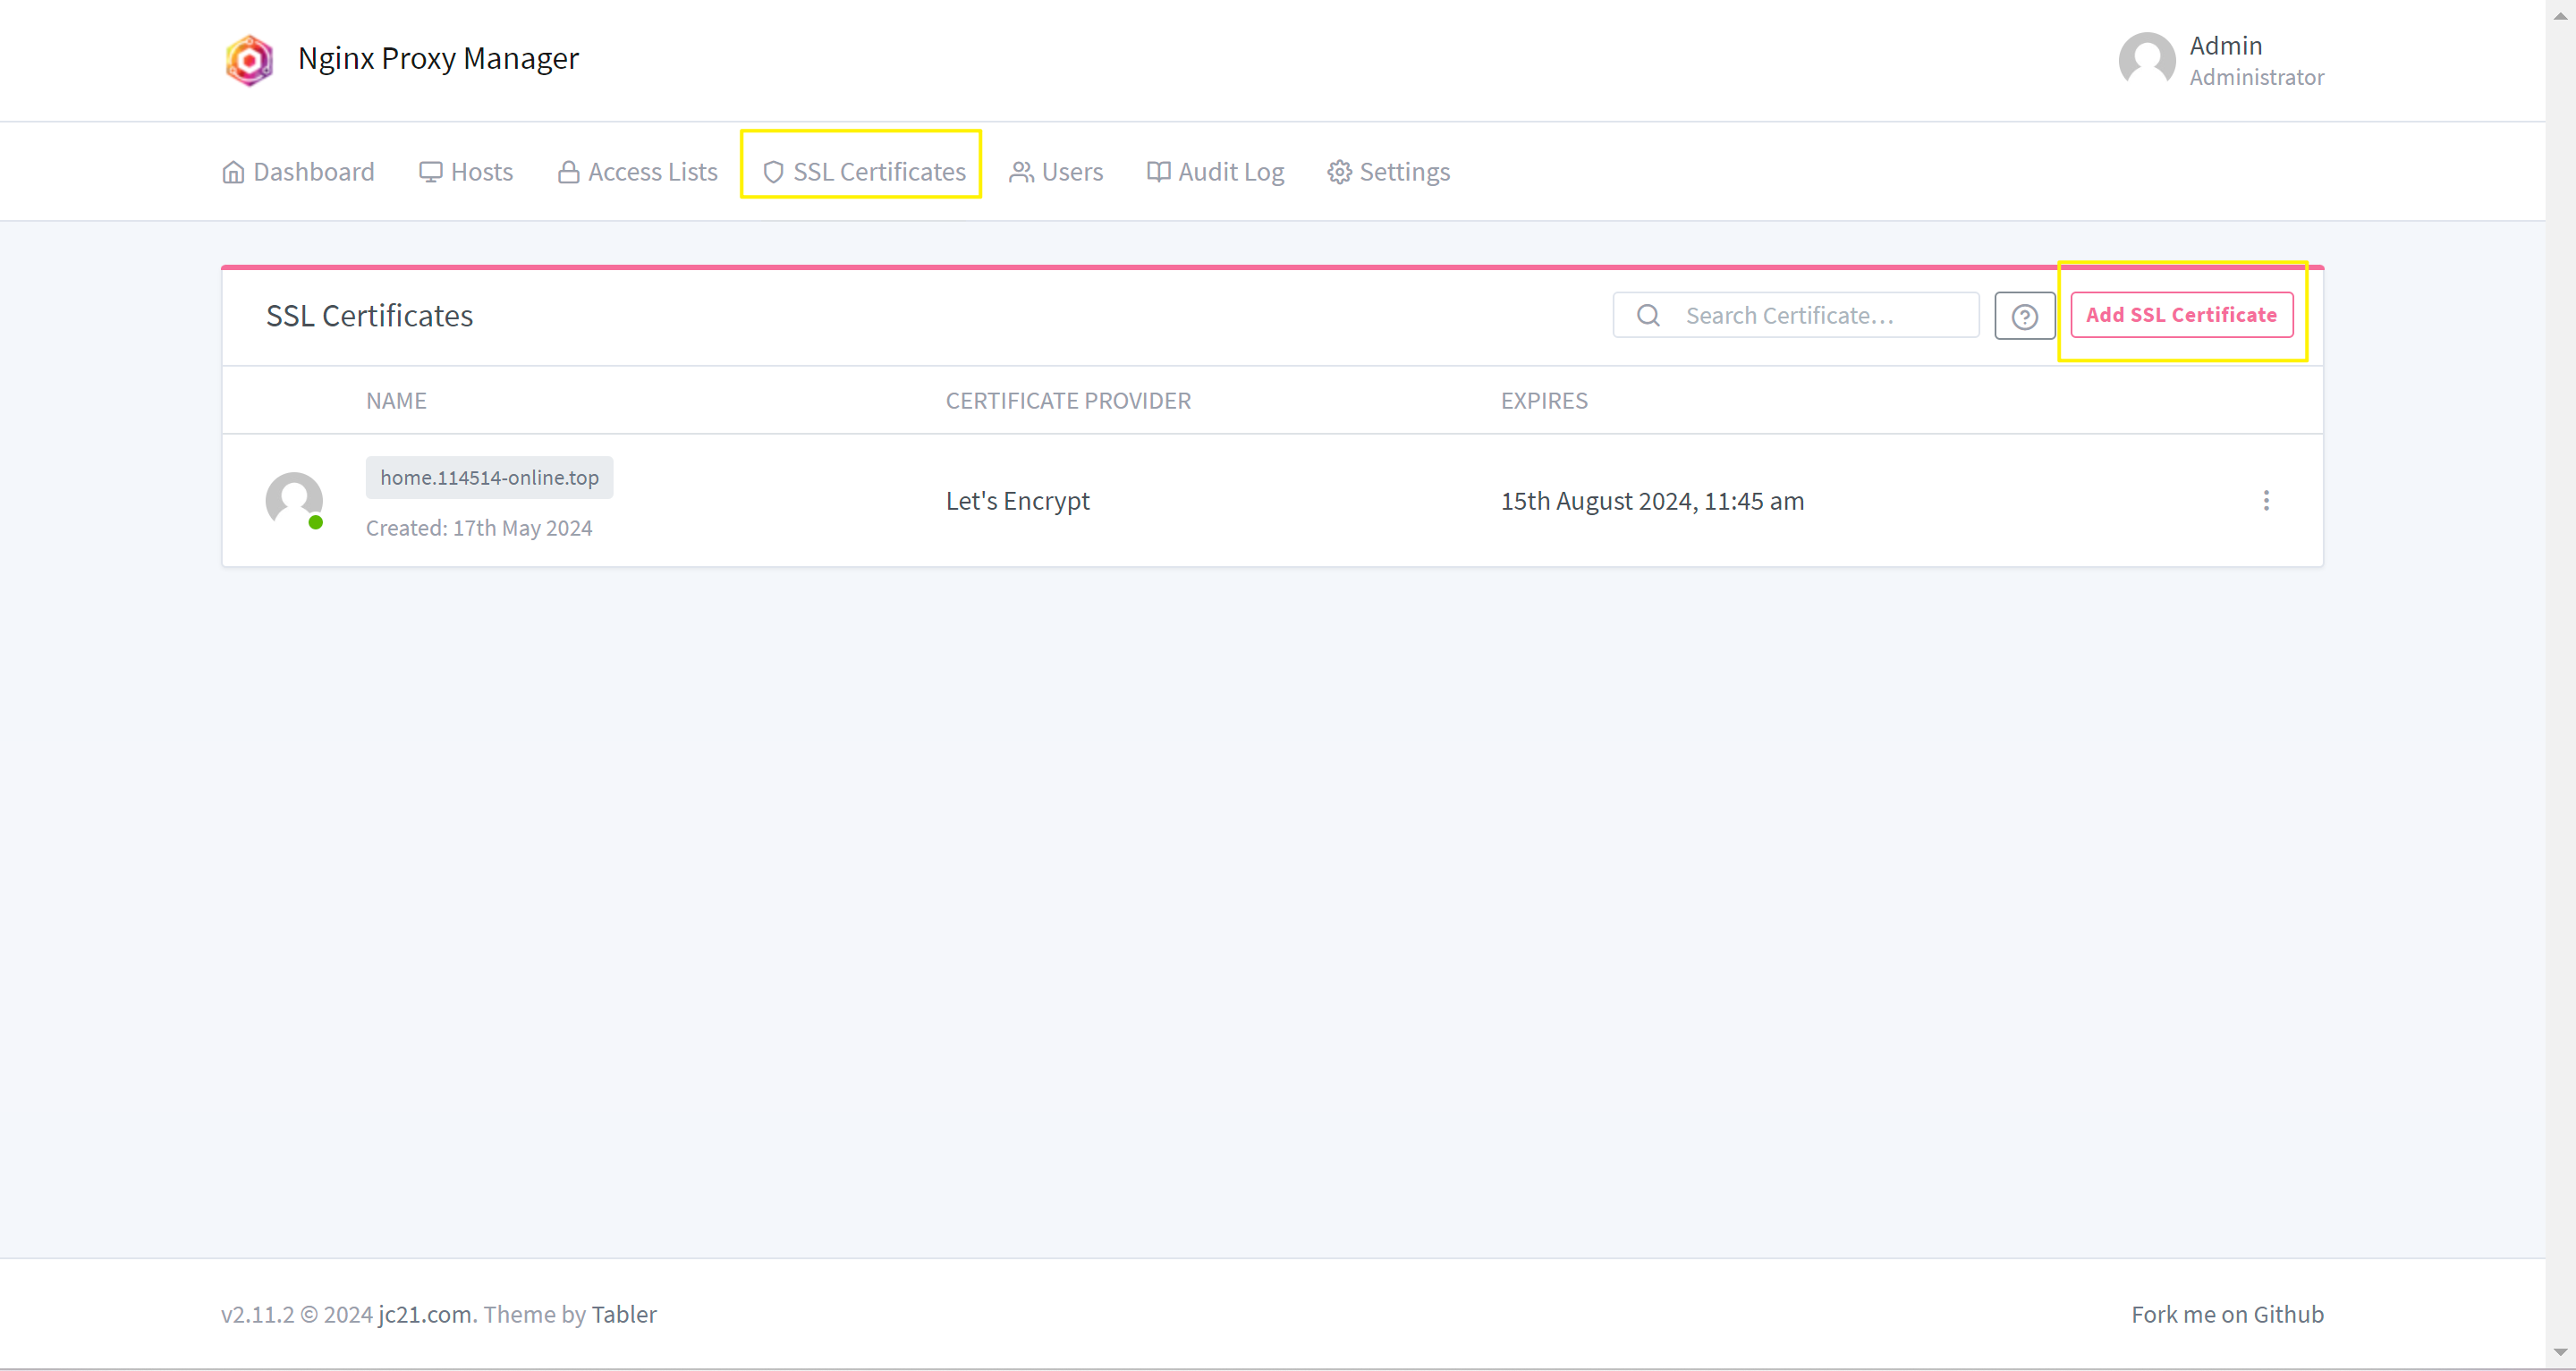 Nginx Proxy Manager
Admin
Administrator
Dashboard Hosts Access Lists SSL Certificates Users Audit Log Settings
SSL Certificates
Search Certificate…
Add SSL Certificate
NAME CERTIFICATE PROVIDER EXPIRES
home.114514-online.top
Created: 17th May 2024
Let's Encrypt
15th August 2024, 11:45 am
v2.11.2 © 2024 jc21.com. Theme by Tabler
Fork me on Github